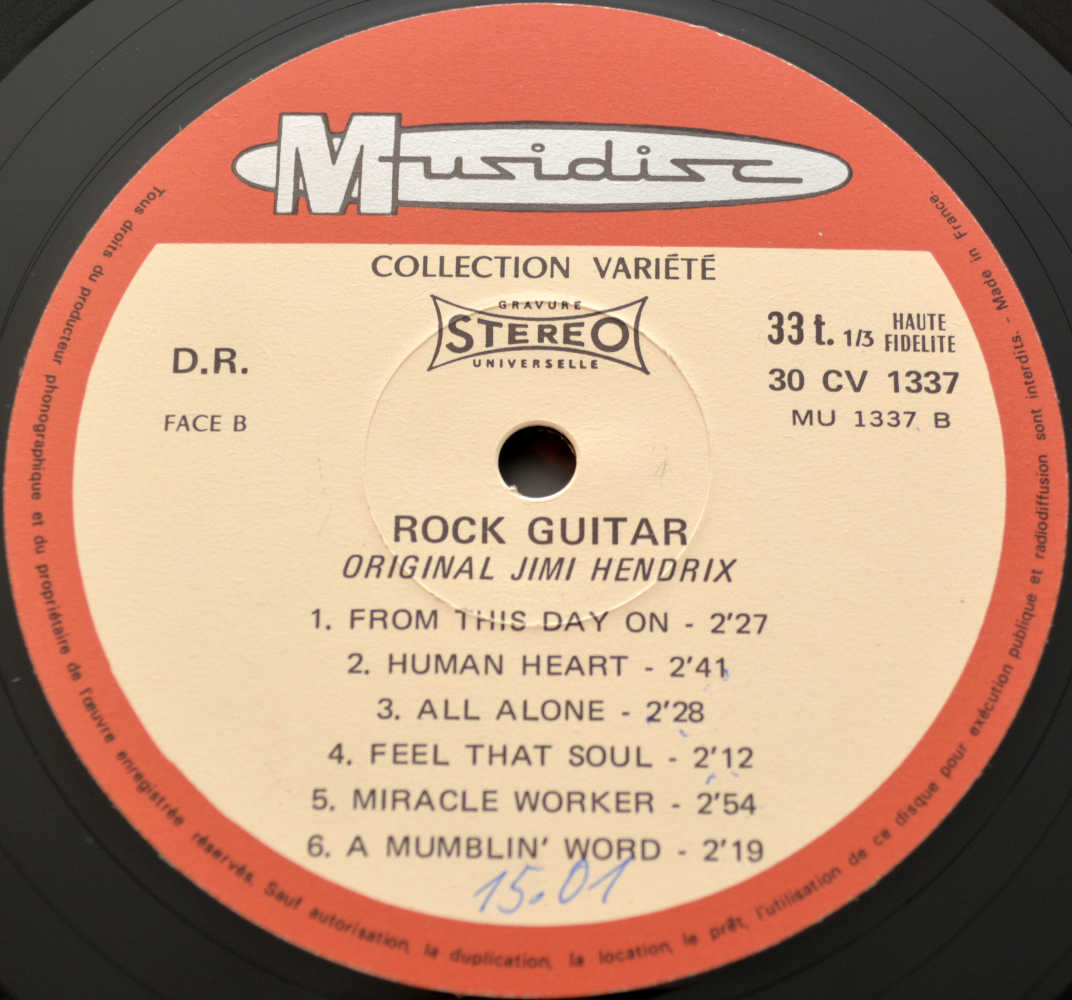 Musidisc
COLLECTION VARIÉTÉ
GRAVURE
STEREO
UNIVERSELLE
D.R.
FACE B
33 t. 1/3 HAUTE FIDELITE
30 CV 1337
MU 1337 B
ROCK GUITAR
ORIGINAL JIMI HENDRIX
1. FROM THIS DAY ON - 2'27
2. HUMAN HEART - 2'41
3. ALL ALONE - 2'28
4. FEEL THAT SOUL - 2'12
5. MIRACLE WORKER - 2'54
6. A MUMBLIN' WORD - 2'19
15.01
Tous droits du producteur phonographique et du propriétaire de l'œuvre enregistrée réservés. Sauf autorisation, la duplication, la location, le prêt, l'utilisation de ce disque pour exécution publique et radiodiffusion sont interdits. - Made in France.